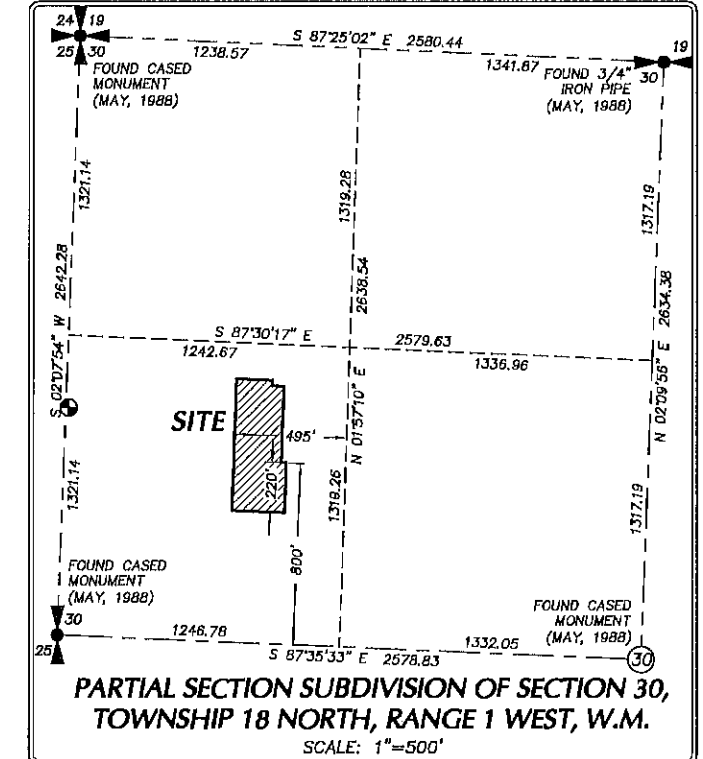 24 19
25 30
S 87°25'02" E 2580.44
1238.57
1341.87
19
30
FOUND CASED
MONUMENT
(MAY, 1988)
FOUND 3/4"
IRON PIPE
(MAY, 1988)
1321.14
1319.28
1317.19
S 02°07'54" W 2642.28
2638.54
N 02°09'56" E 2634.38
S 87°30'17" E 2579.63
1242.67
1336.96
SITE
495'
N 01°57'10" E
220'
800'
1321.14
1319.26
1317.19
FOUND CASED
MONUMENT
(MAY, 1988)
FOUND CASED
MONUMENT
(MAY, 1988)
30
25
1246.78
1332.05
S 87°35'33" E 2578.83
30
PARTIAL SECTION SUBDIVISION OF SECTION 30,
TOWNSHIP 18 NORTH, RANGE 1 WEST, W.M.
SCALE: 1"=500'